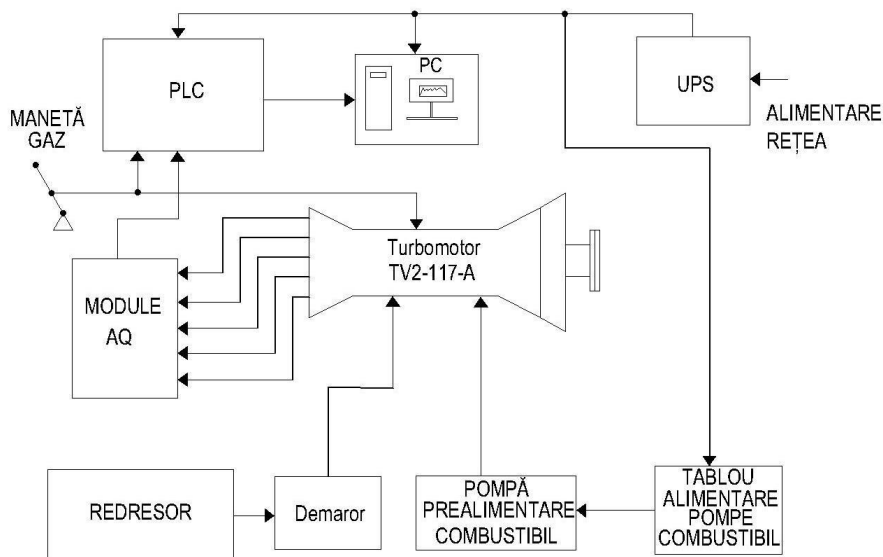 PLC
PC
UPS
ALIMENTARE
REȚEA
MANETĂ
GAZ
Turbomotor
TV2-117-A
MODULE
AQ
REDRESOR
Demaror
POMPĂ
PREALIMENTARE
COMBUSTIBIL
TABLOU
ALIMENTARE
POMPE
COMBUSTIBIL